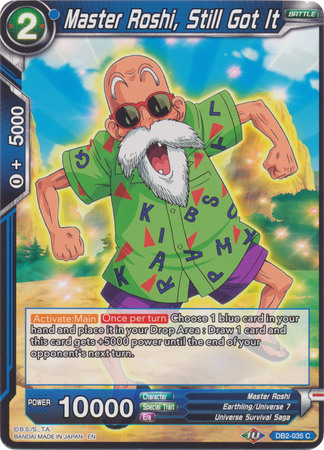 2
Master Roshi, Still Got It
BATTLE
0 + 5000
Activate:Main Once per turn Choose 1 blue card in your
hand and place it in your Drop Area : Draw 1 card and
this card gets +5000 power until the end of your
opponent's next turn.
POWER 10000
Character Master Roshi
Special Trait Earthling/Universe 7
Era Universe Survival Saga
©B.S./S., T.A.
BANDAI MADE IN JAPAN EN
DB2-035 C